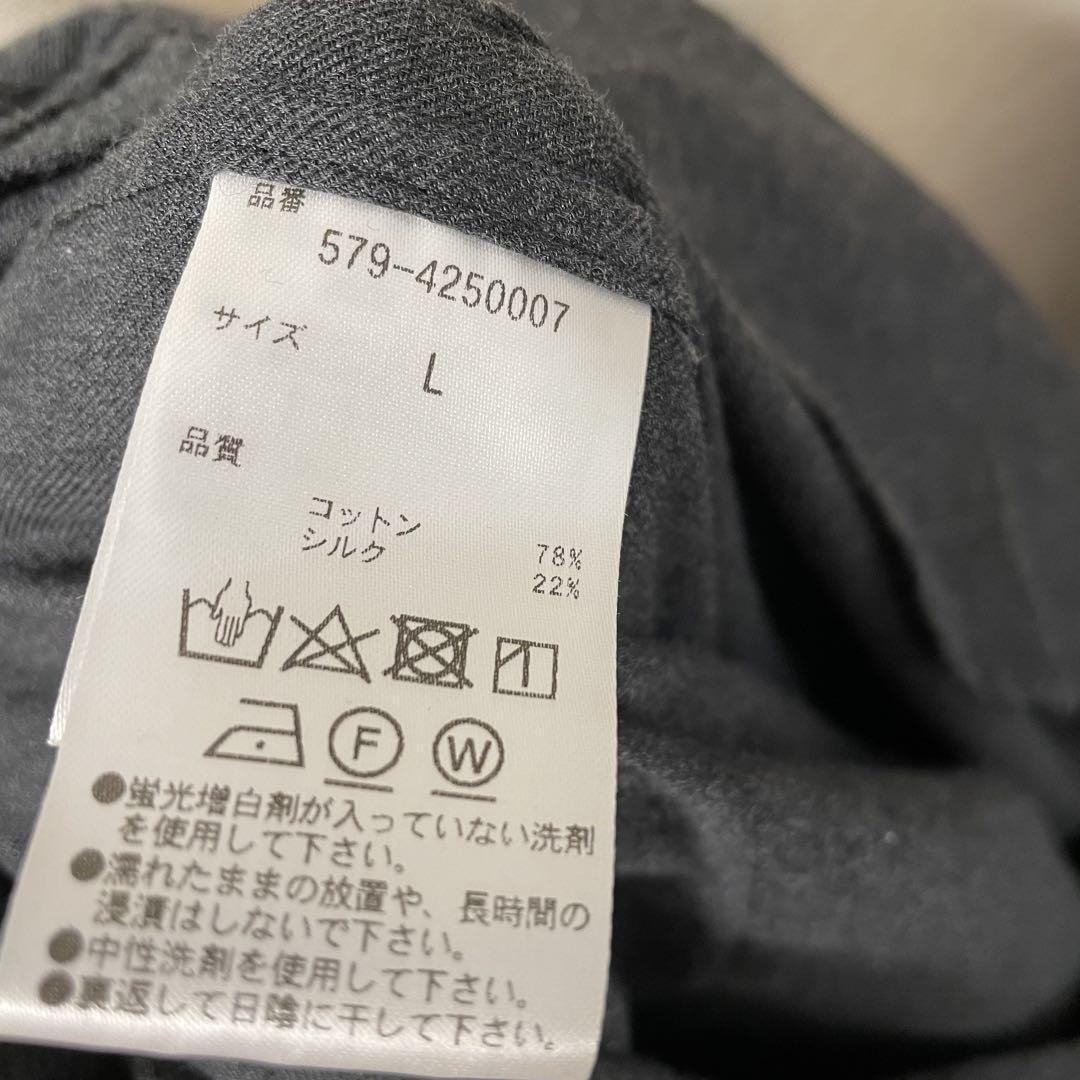 品番
579-4250007
サイズ
L
品質
コットン 78%
シルク 22%
F W
●蛍光増白剤が入っていない洗剤
を使用して下さい。
●濡れたままの放置や、長時間の
浸漬はしないで下さい。
●中性洗剤を使用して下さい。
●裏返して日陰に干して下さい。